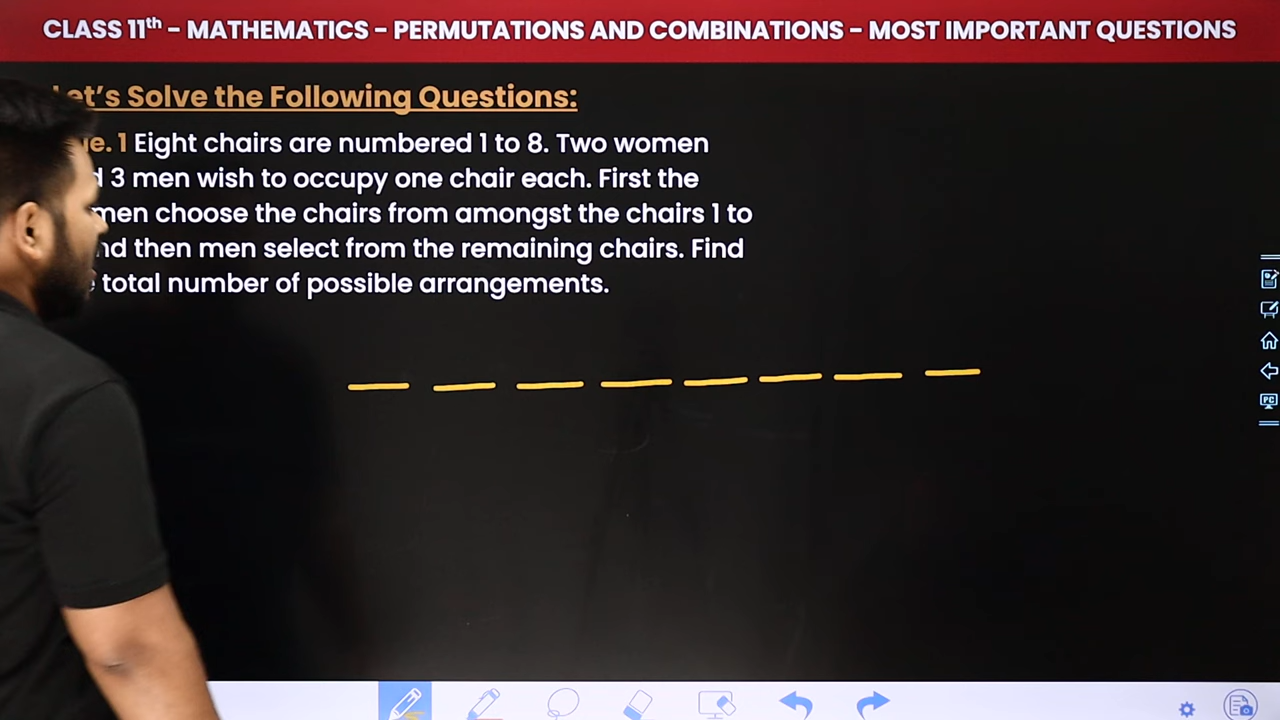 CLASS 11th – MATHEMATICS – PERMUTATIONS AND COMBINATIONS – MOST IMPORTANT QUESTIONS
et's Solve the Following Questions:
e. 1 Eight chairs are numbered 1 to 8. Two women
3 men wish to occupy one chair each. First the
men choose the chairs from amongst the chairs 1 to
nd then men select from the remaining chairs. Find
total number of possible arrangements.
PC